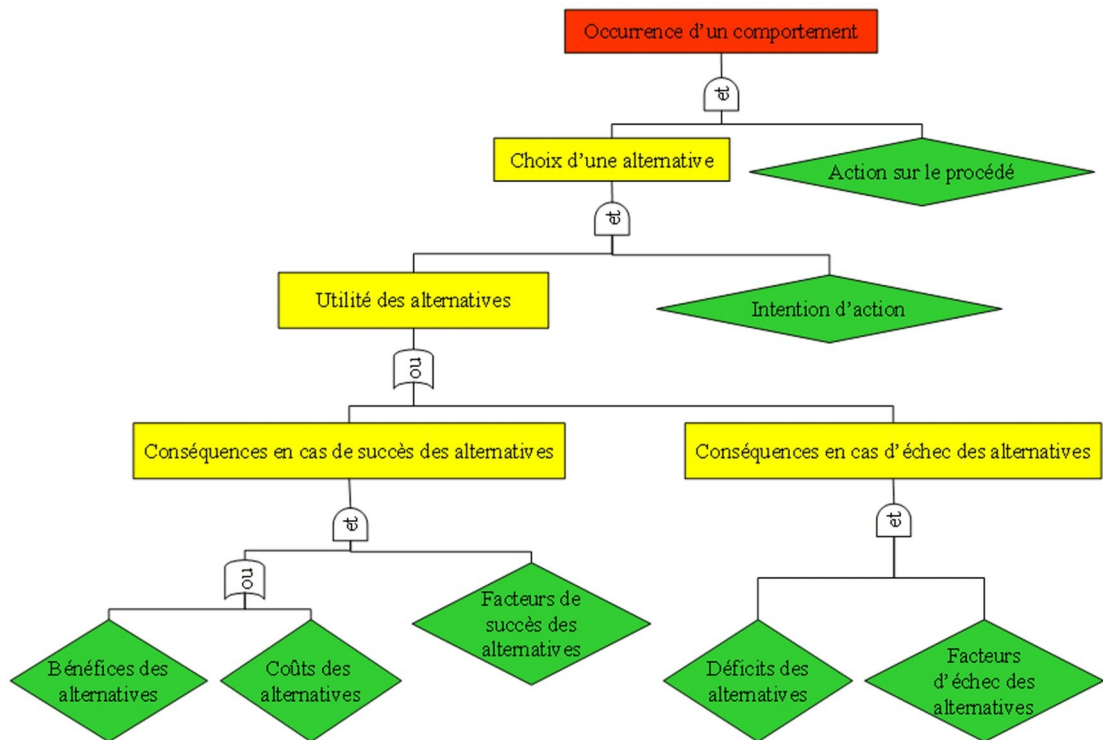 Occurrence d'un comportement
et
Choix d'une alternative
Action sur le procédé
et
Utilité des alternatives
Intention d'action
ou
Conséquences en cas de succès des alternatives
Conséquences en cas d'échec des alternatives
et
et
ou
Facteurs de
succès des
alternatives
Bénéfices des
alternatives
Coûts des
alternatives
Déficits des
alternatives
Facteurs
d'échec des
alternatives